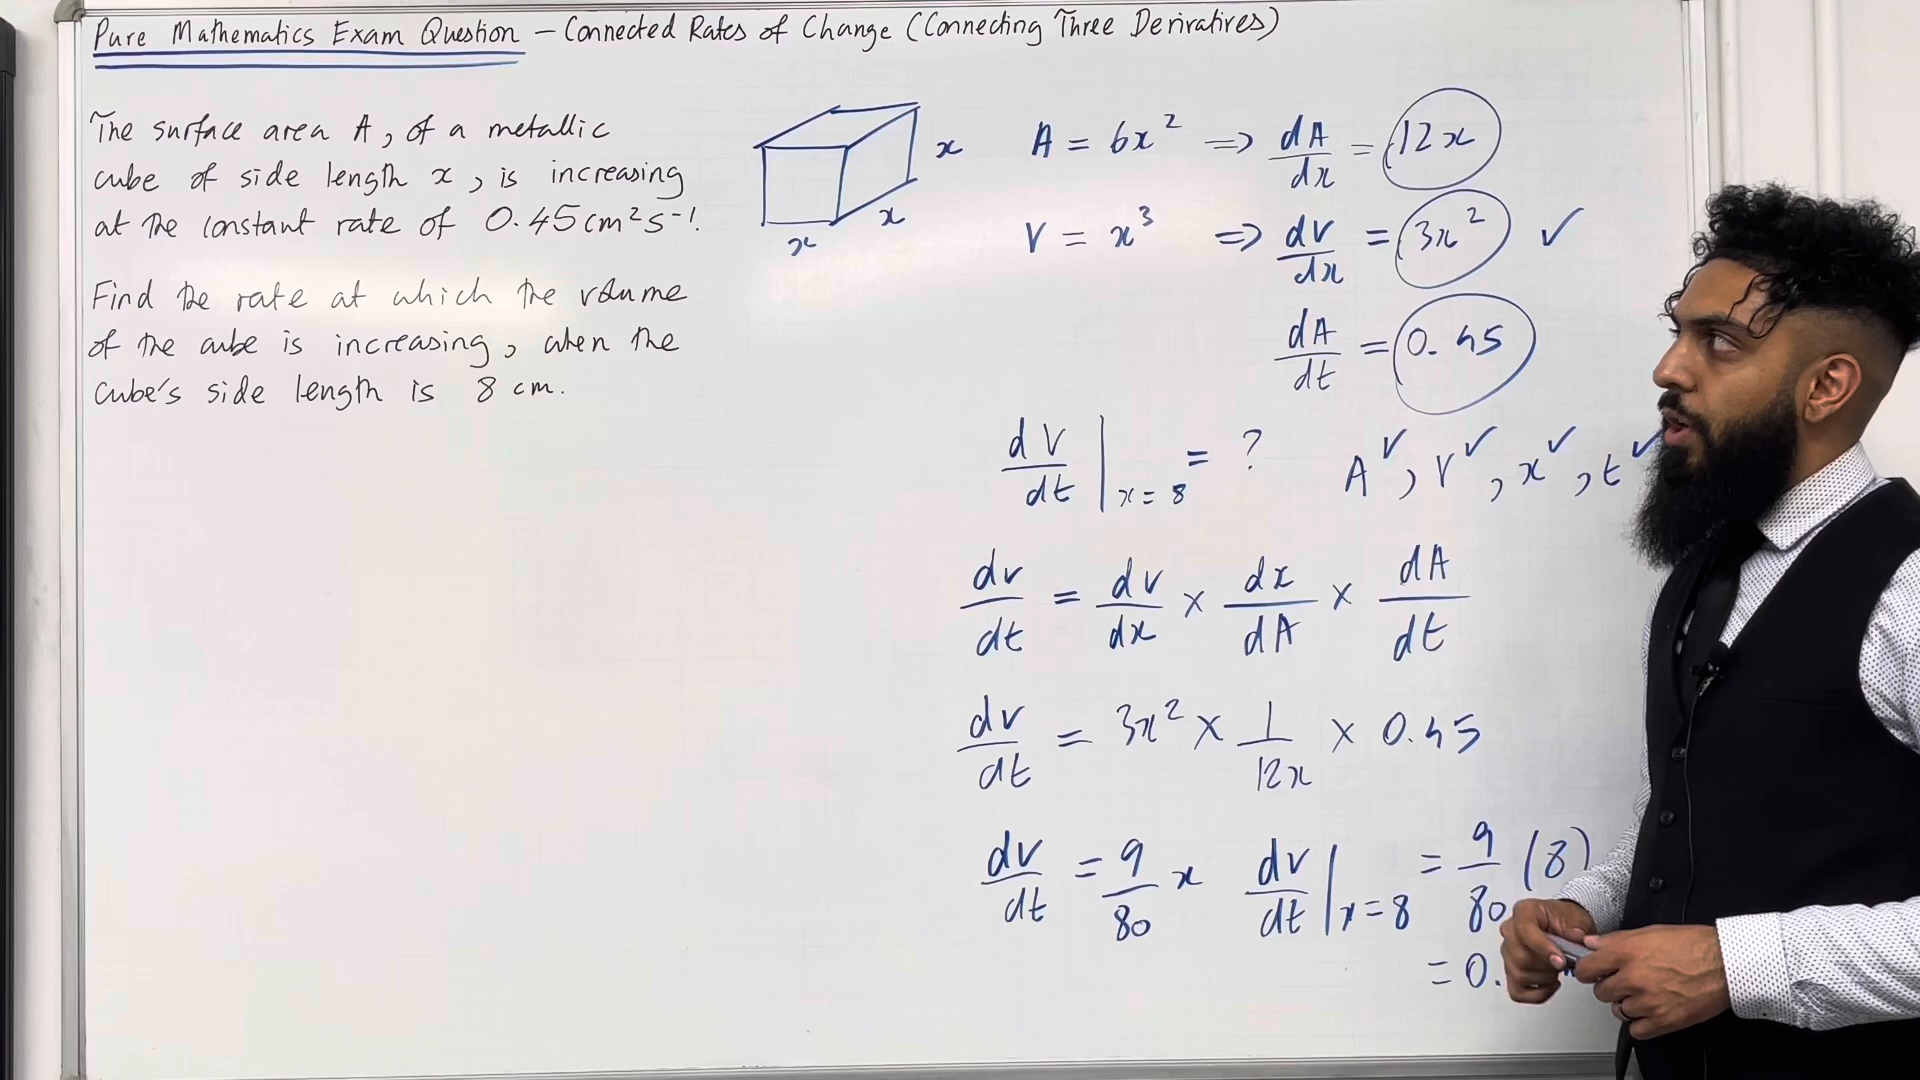 Pure Mathematics Exam Question – Connected Rates of Change (Connecting Three Derivatives)
The surface area A, of a metallic
cube of side length x, is increasing
at the constant rate of 0.45 cm² s⁻¹.
Find the rate at which the volume
of the cube is increasing, when the
cube's side length is 8 cm.
x
x
x
A = 6x² => dA/dx = 12x
V = x³ => dV/dx = 3x² ✓
dA/dt = 0.45
dV/dt | x=8 = ?
A✓, V✓, x✓, t✓
dv/dt = dv/dx × dx/dA × dA/dt
dv/dt = 3x² × 1/12x × 0.45
dv/dt = 9/80 x
dv/dt | x=8 = 9/80 (8)
= 0.